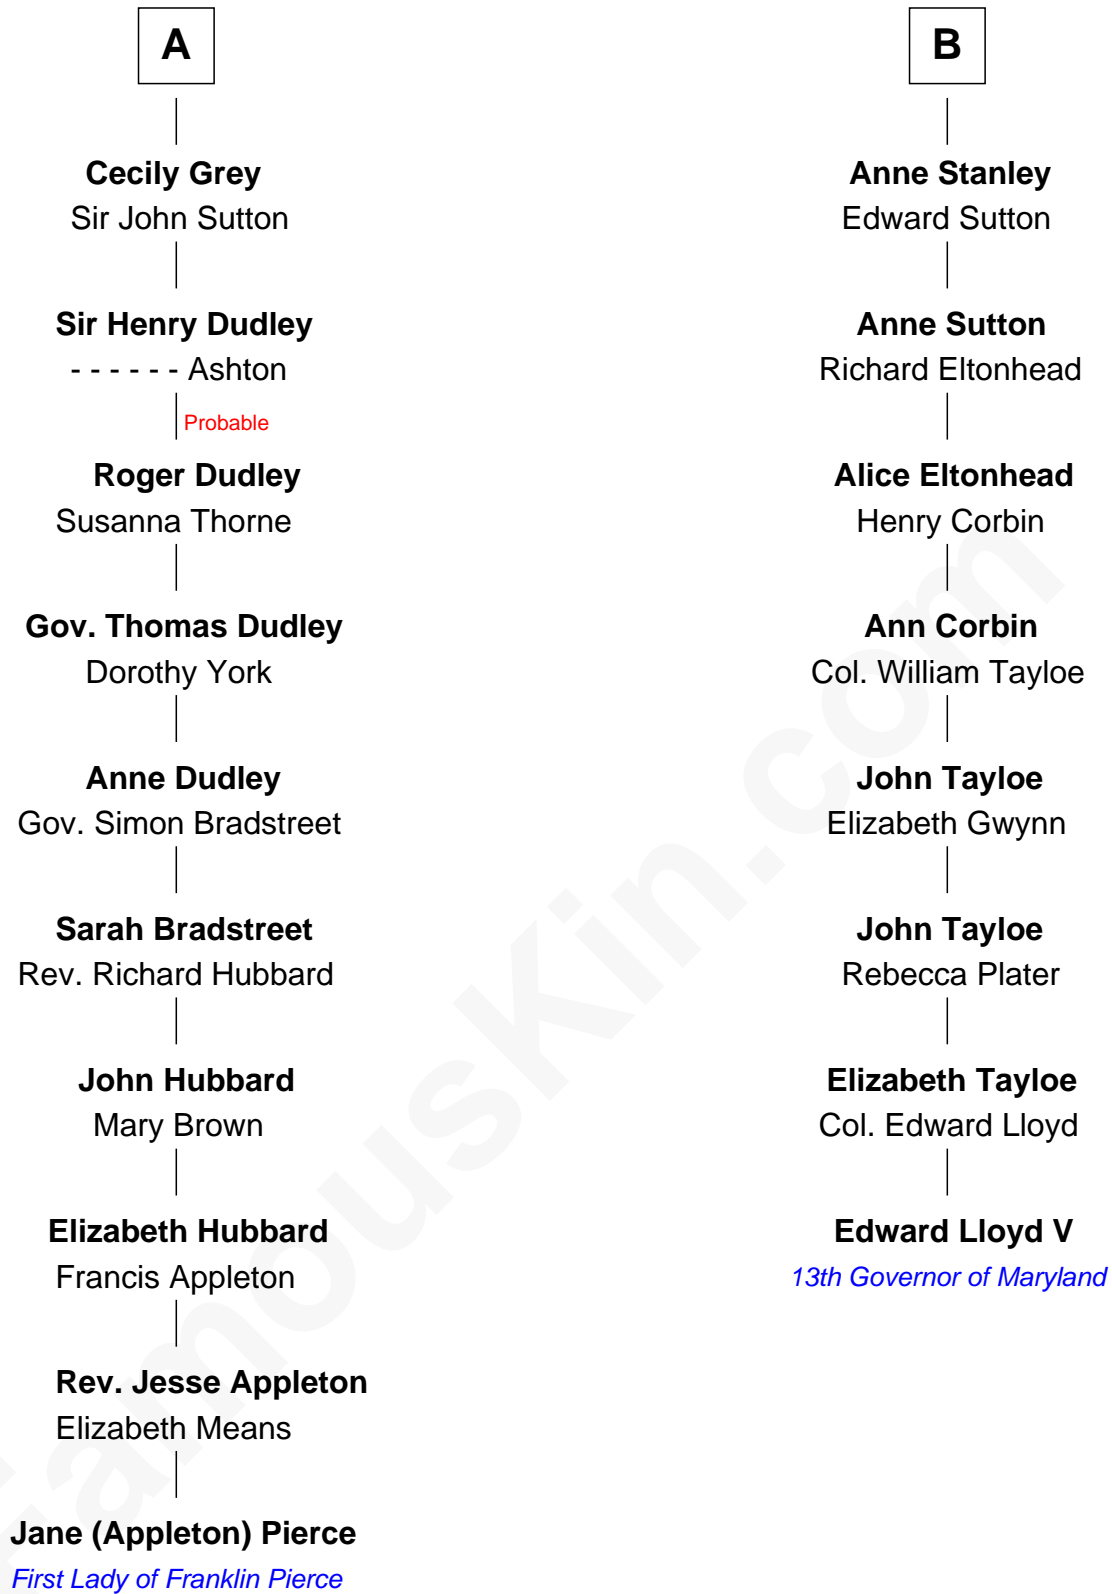 A
Cecily Grey
Sir John Sutton
Sir Henry Dudley
- - - - - - Ashton
Probable
Roger Dudley
Susanna Thorne
Gov. Thomas Dudley
Dorothy York
Anne Dudley
Gov. Simon Bradstreet
Sarah Bradstreet
Rev. Richard Hubbard
John Hubbard
Mary Brown
Elizabeth Hubbard
Francis Appleton
Rev. Jesse Appleton
Elizabeth Means
Jane (Appleton) Pierce
First Lady of Franklin Pierce
B
Anne Stanley
Edward Sutton
Anne Sutton
Richard Eltonhead
Alice Eltonhead
Henry Corbin
Ann Corbin
Col. William Tayloe
John Tayloe
Elizabeth Gwynn
John Tayloe
Rebecca Plater
Elizabeth Tayloe
Col. Edward Lloyd
Edward Lloyd V
13th Governor of Maryland
FamousKin.com